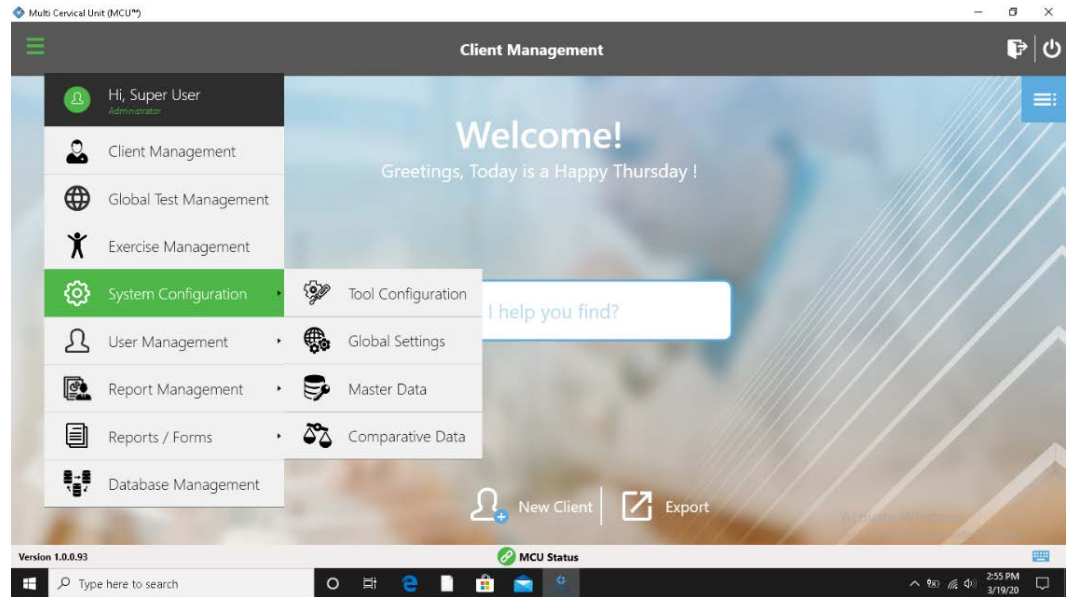 Multi Cervical Unit (MCU™)
Client Management
Hi, Super User
Administrator
Client Management
Global Test Management
Exercise Management
System Configuration
User Management
Report Management
Reports / Forms
Database Management
Tool Configuration
Global Settings
Master Data
Comparative Data
Welcome!
Greetings, Today is a Happy Thursday !
I help you find?
New Client
Export
Version 1.0.0.93
MCU Status
Type here to search
2:55 PM
3/19/20